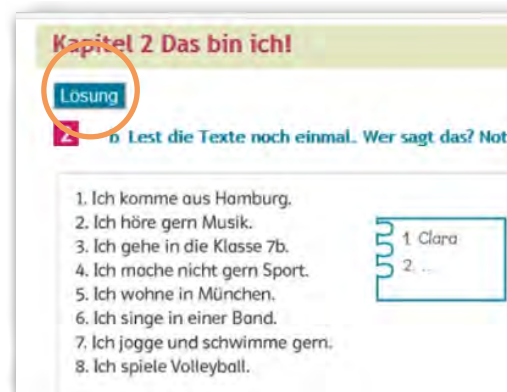 Kapitel 2 Das bin ich!
Lösung
2 b Lest die Texte noch einmal. Wer sagt das? Not
1. Ich komme aus Hamburg.
2. Ich höre gern Musik.
3. Ich gehe in die Klasse 7b.
4. Ich mache nicht gern Sport.
5. Ich wohne in München.
6. Ich singe in einer Band.
7. Ich jogge und schwimme gern.
8. Ich spiele Volleyball.
1 Clara
2 ...